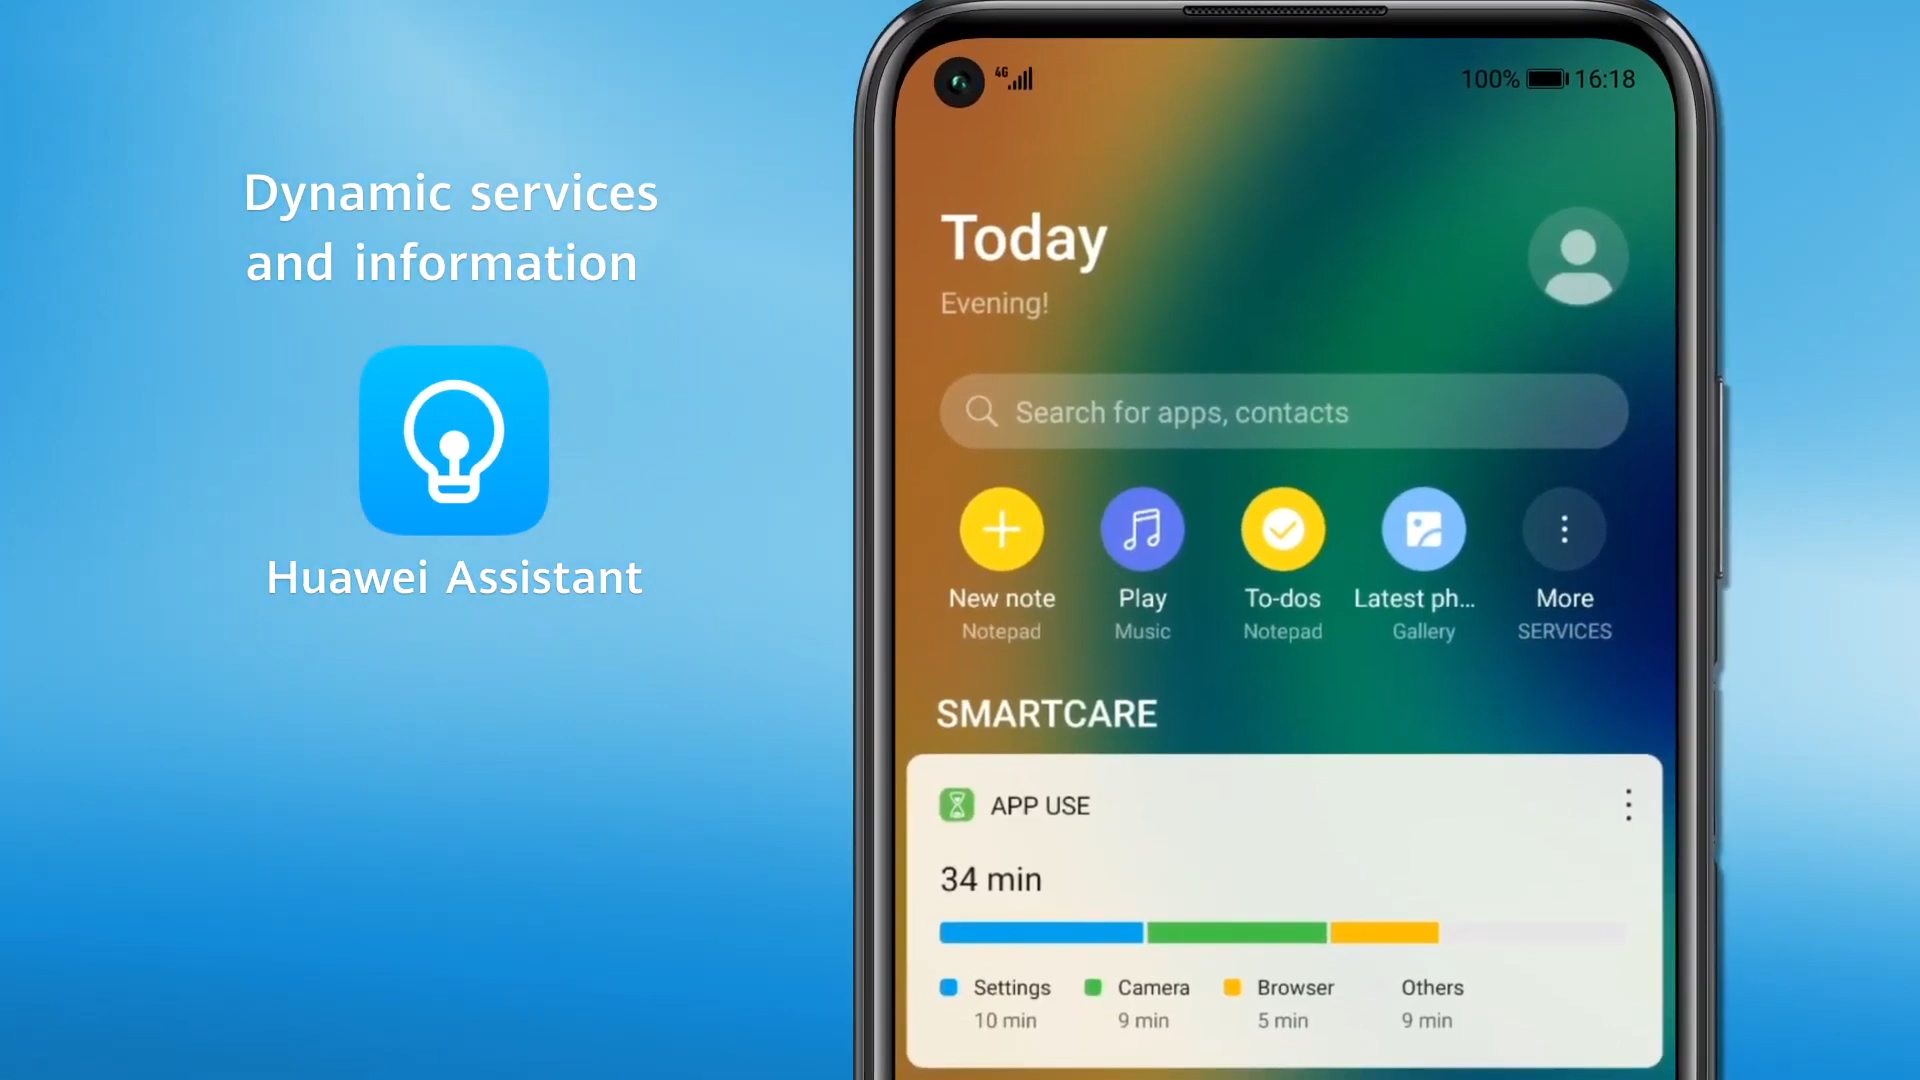 Dynamic services
and information
Huawei Assistant
4G
100% 16:18
Today
Evening!
Search for apps, contacts
New note
Notepad
Play
Music
To-dos
Notepad
Latest ph...
Gallery
More
SERVICES
SMARTCARE
APP USE
34 min
Settings
10 min
Camera
9 min
Browser
5 min
Others
9 min